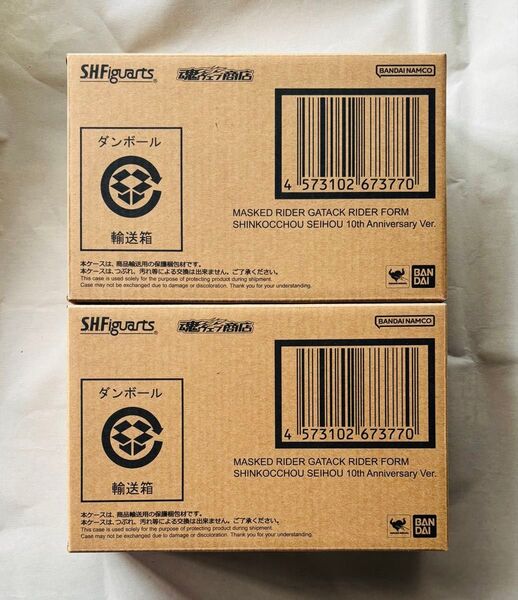 S.H.Figuarts®
魂ウェブ商店
BANDAI NAMCO
ダンボール
輸送箱
4 573102 673770
MASKED RIDER GATACK RIDER FORM
SHINKOCCHOU SEIHOU 10th Anniversary Ver.
本ケースは、商品輸送用の保護梱包材です。
本ケースは、つぶれ、汚れ等による交換は出来ません。ご了承ください。
This case is used solely for the purpose of protecting product during shipment.
Case may not be exchanged due to damage or discoloration. Thank you for your understanding.
BAN
DAI
S.H.Figuarts®
魂ウェブ商店
BANDAI NAMCO
ダンボール
輸送箱
4 573102 673770
MASKED RIDER GATACK RIDER FORM
SHINKOCCHOU SEIHOU 10th Anniversary Ver.
本ケースは、商品輸送用の保護梱包材です。
本ケースは、つぶれ、汚れ等による交換は出来ません。ご了承ください。
This case is used solely for the purpose of protecting product during shipment.
Case may not be exchanged due to damage or discoloration. Thank you for your understanding.
BAN
DAI